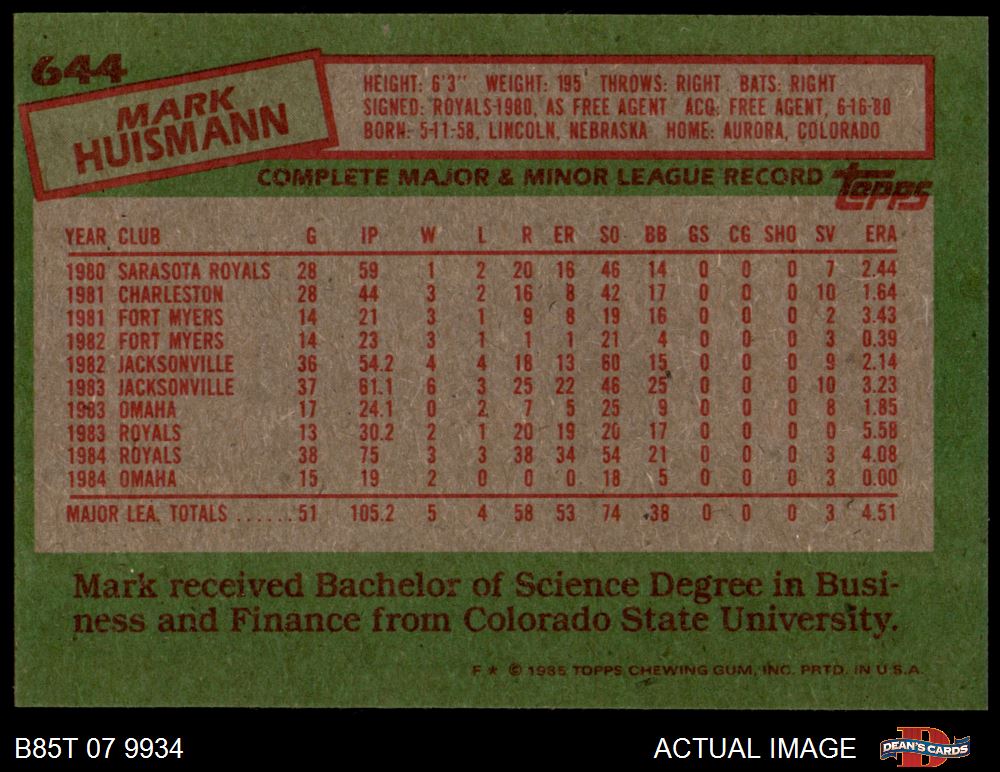 644
MARK
HUISMANN
HEIGHT: 6'3" WEIGHT: 195 THROWS: RIGHT BATS: RIGHT
SIGNED: ROYALS-1980, AS FREE AGENT ACQ: FREE AGENT, 6-16-80
BORN: 5-11-58, LINCOLN, NEBRASKA HOME: AURORA, COLORADO
COMPLETE MAJOR & MINOR LEAGUE RECORD topps
YEAR CLUB G IP W L R ER SO BB GS CG SHO SV ERA
1980 SARASOTA ROYALS 28 59 1 2 20 16 46 14 0 0 0 7 2.44
1981 CHARLESTON 28 44 3 2 16 8 42 17 0 0 0 10 1.64
1981 FORT MYERS 14 21 3 1 9 8 19 16 0 0 0 2 3.43
1982 FORT MYERS 14 23 3 1 1 1 21 4 0 0 0 3 0.39
1982 JACKSONVILLE 36 54.2 4 4 18 13 60 15 0 0 0 9 2.14
1983 JACKSONVILLE 37 61.1 6 3 25 22 46 25 0 0 0 10 3.23
1983 OMAHA 17 24.1 0 2 7 5 25 9 0 0 0 8 1.85
1983 ROYALS 13 30.2 2 1 20 19 20 17 0 0 0 0 5.58
1984 ROYALS 38 75 3 3 38 34 54 21 0 0 0 3 4.08
1984 OMAHA 15 19 2 0 0 0 18 5 0 0 0 3 0.00
MAJOR LEA. TOTALS ...... 51 105.2 5 4 58 53 74 38 0 0 0 3 4.51
Mark received Bachelor of Science Degree in Busi-
ness and Finance from Colorado State University.
F * © 1985 TOPPS CHEWING GUM, INC. PRTD. IN U.S.A.
B85T 07 9934 ACTUAL IMAGE DEAN'S CARDS